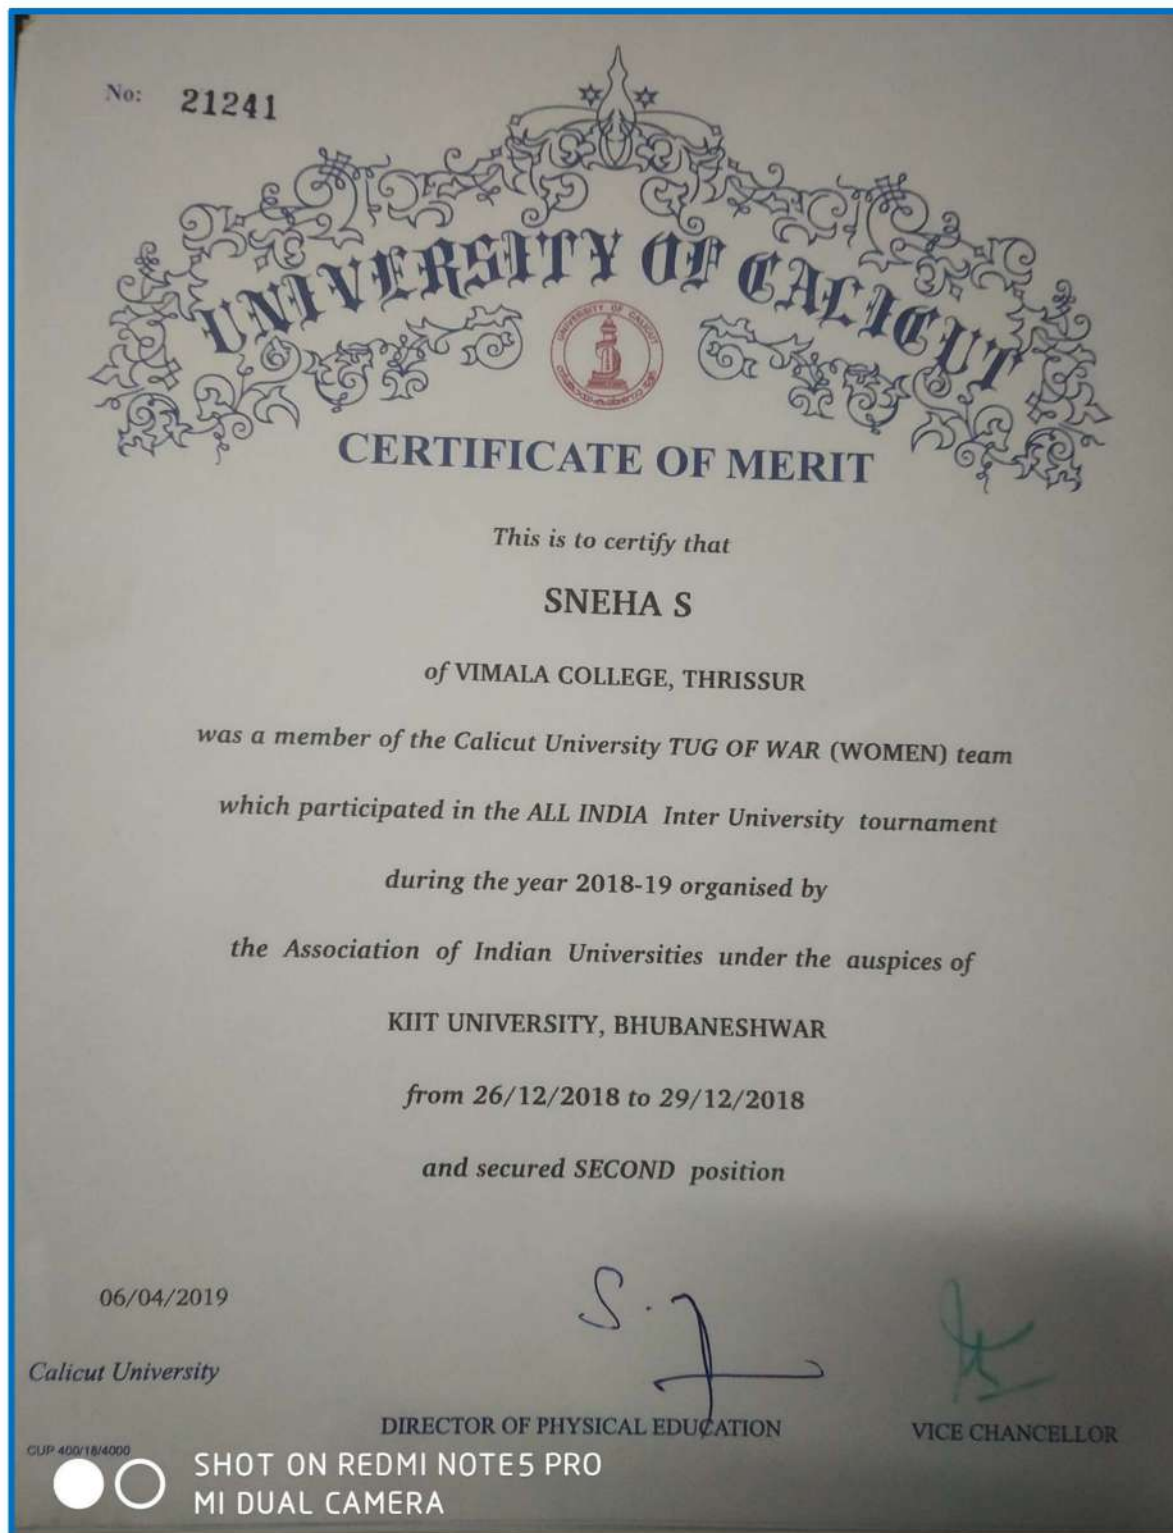 No: 21241
UNIVERSITY OF CALICUT
UNIVERSITY OF CALICUT
CERTIFICATE OF MERIT
This is to certify that
SNEHA S
of VIMALA COLLEGE, THRISSUR
was a member of the Calicut University TUG OF WAR (WOMEN) team
which participated in the ALL INDIA Inter University tournament
during the year 2018-19 organised by
the Association of Indian Universities under the auspices of
KIIT UNIVERSITY, BHUBANESHWAR
from 26/12/2018 to 29/12/2018
and secured SECOND position
06/04/2019
Calicut University
DIRECTOR OF PHYSICAL EDUCATION
VICE CHANCELLOR
CUP 400/18/4000
SHOT ON REDMI NOTE5 PRO
MI DUAL CAMERA